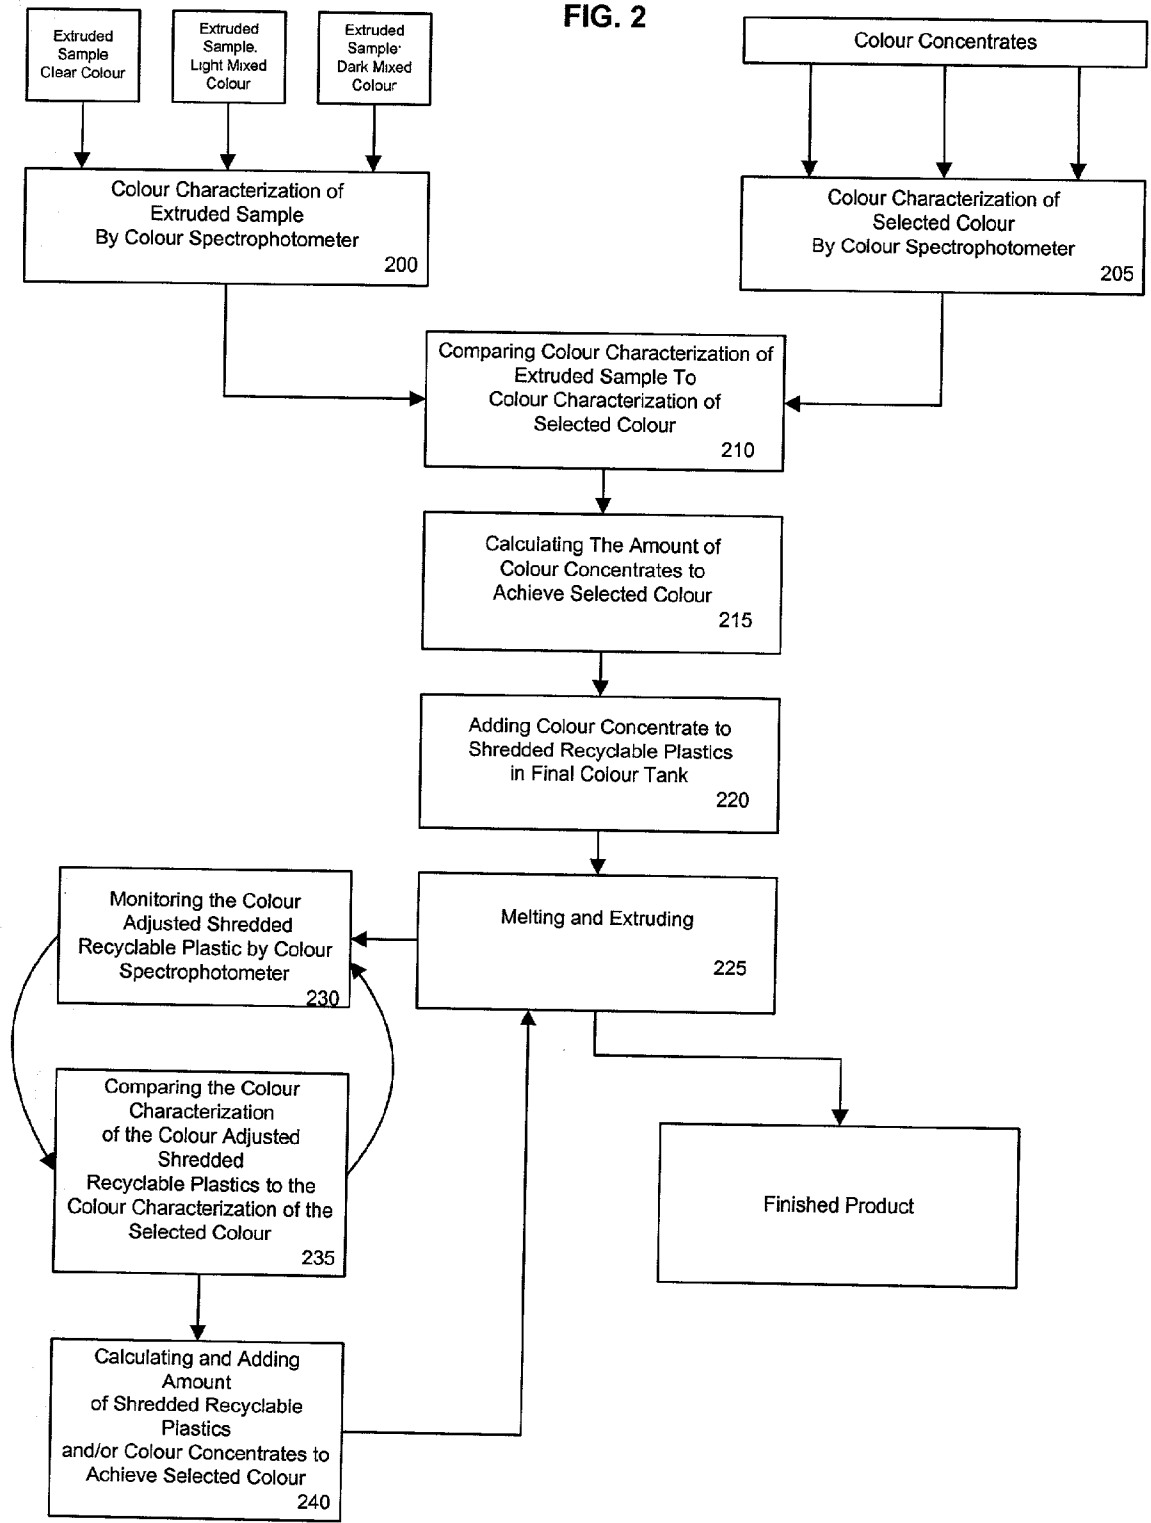 FIG. 2
Extruded
Sample
Clear Colour
Extruded
Sample.
Light Mixed
Colour
Extruded
Sample·
Dark Mixed
Colour
Colour Concentrates
Colour Characterization of
Extruded Sample
By Colour Spectrophotometer
200
Colour Characterization of
Selected Colour
By Colour Spectrophotometer
205
Comparing Colour Characterization of
Extruded Sample To
Colour Characterization of
Selected Colour
210
Calculating The Amount of
Colour Concentrates to
Achieve Selected Colour
215
Adding Colour Concentrate to
Shredded Recyclable Plastics
in Final Colour Tank
220
Melting and Extruding
225
Monitoring the Colour
Adjusted Shredded
Recyclable Plastic by Colour
Spectrophotometer
230
Comparing the Colour
Characterization
of the Colour Adjusted
Shredded
Recyclable Plastics to the
Colour Characterization of the
Selected Colour
235
Finished Product
Calculating and Adding
Amount
of Shredded Recyclable
Plastics
and/or Colour Concentrates to
Achieve Selected Colour
240